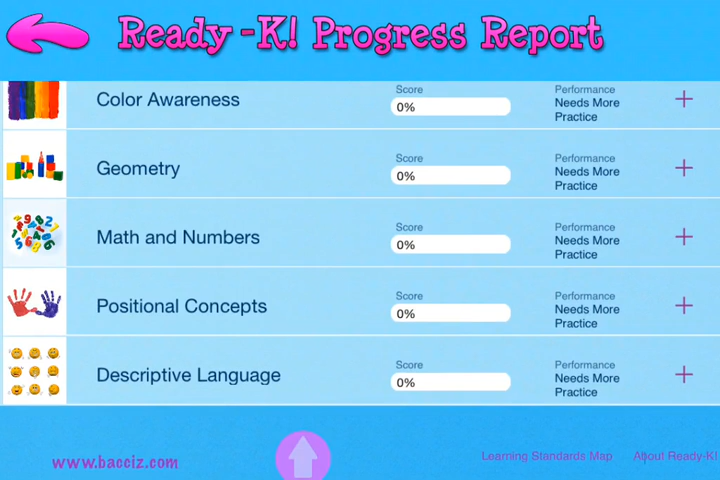 Ready -K! Progress Report
Color Awareness
Score
0%
Performance
Needs More
Practice
Geometry
Score
0%
Performance
Needs More
Practice
Math and Numbers
Score
0%
Performance
Needs More
Practice
Positional Concepts
Score
0%
Performance
Needs More
Practice
Descriptive Language
Score
0%
Performance
Needs More
Practice
www.bacciz.com
Learning Standards Map
About Ready-K!